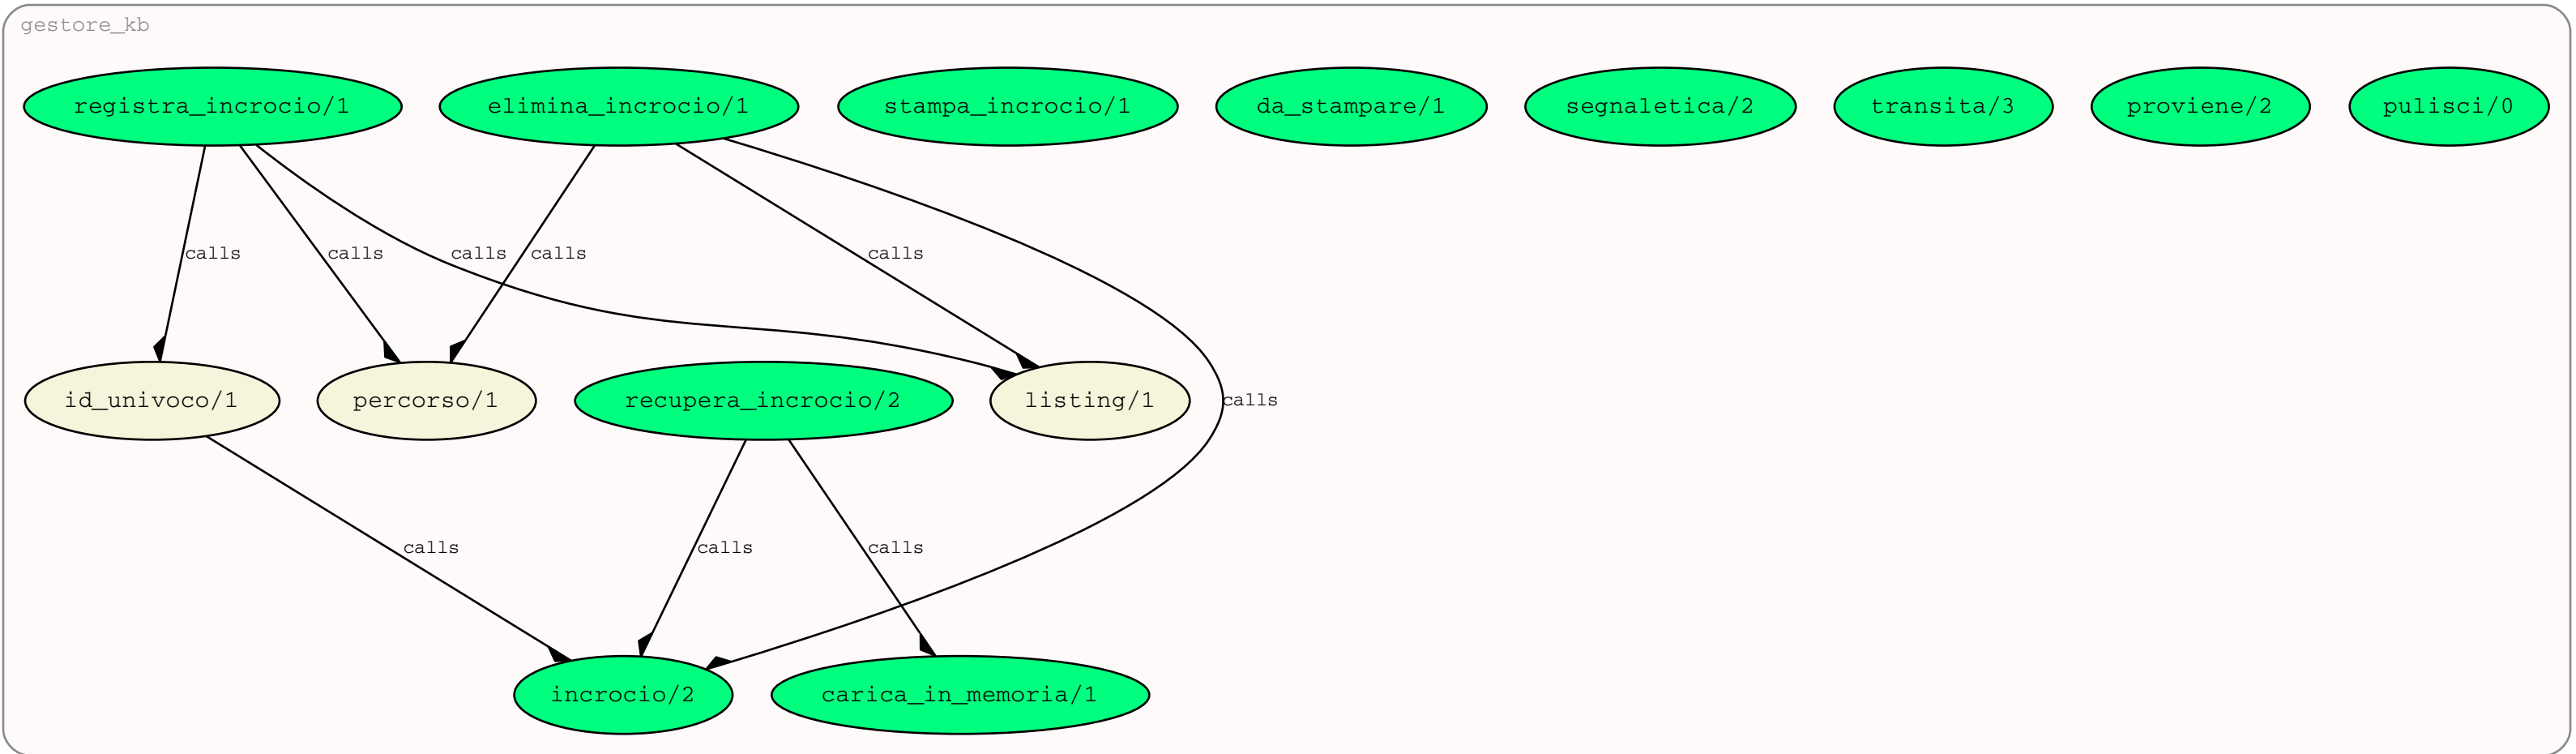 gestore_kb
registra_incrocio/1
elimina_incrocio/1
stampa_incrocio/1
da_stampare/1
segnaletica/2
transita/3
proviene/2
pulisci/0
calls
calls
calls
calls
calls
id_univoco/1
percorso/1
recupera_incrocio/2
listing/1
calls
calls
calls
calls
incrocio/2
carica_in_memoria/1